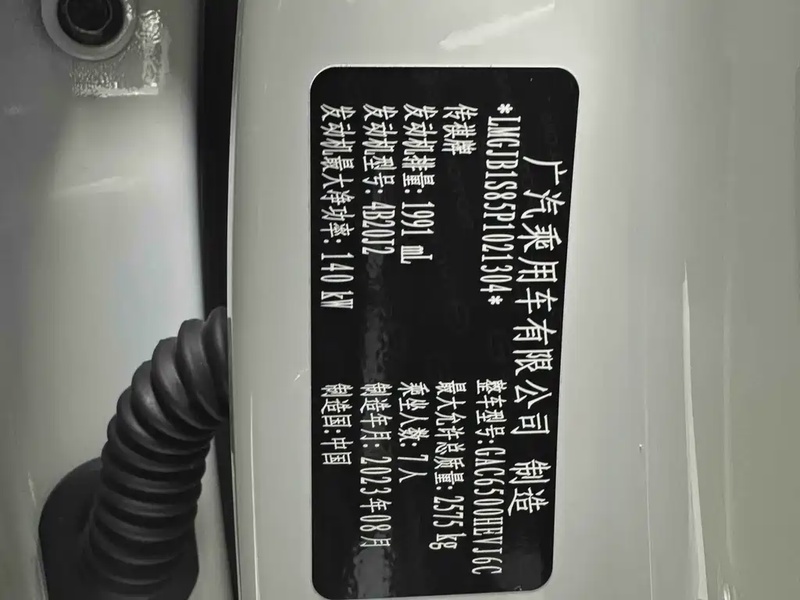 广汽乘用车有限公司 制造
*LMGJB1S85P1021304* 整车型号:GAC6500HEVJ6C
传祺牌 最大允许总质量:2575 kg
发动机排量:1991 mL 乘坐人数:7人
发动机型号:4B20J2 制造年月:2023年08月
发动机最大净功率:140 kW 制造国:中国